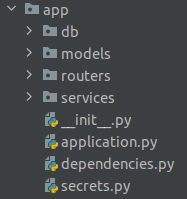 app
db
models
routers
services
__init__.py
application.py
dependencies.py
secrets.py